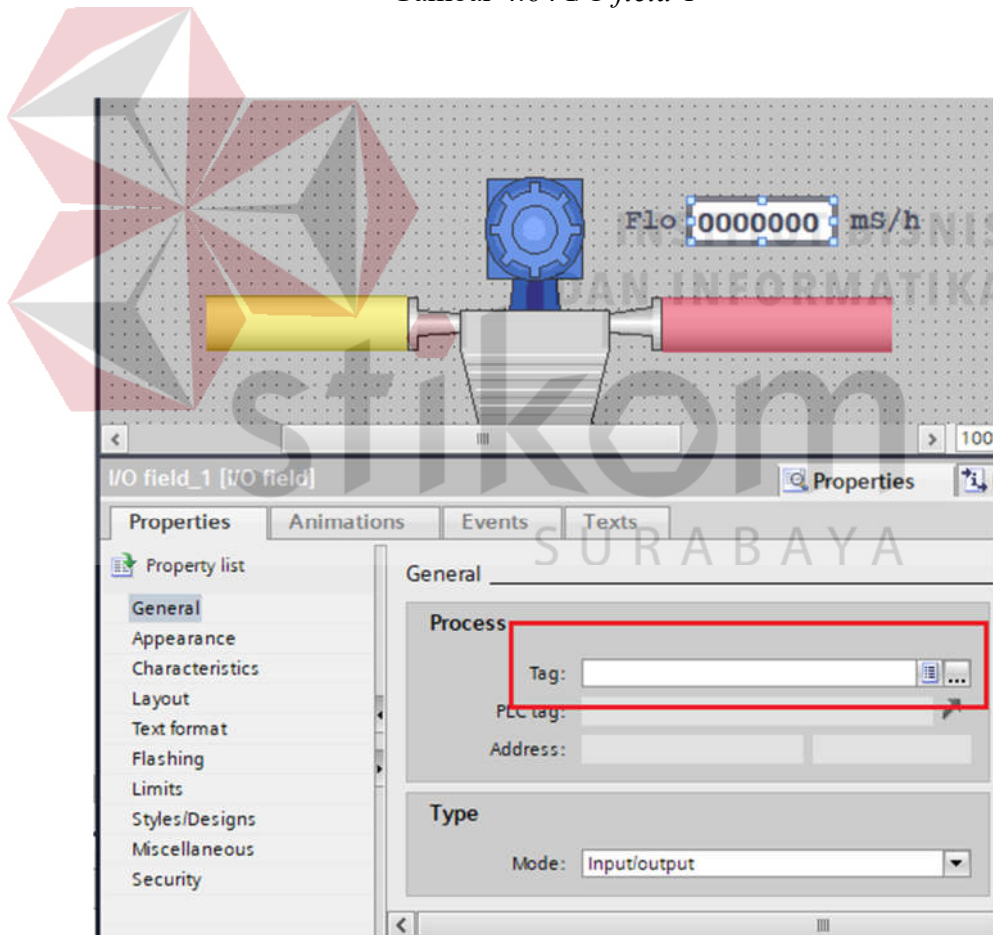 I/O field
Flo 0000000 mS/h
INSTITUT BISNIS
DAN INFORMATIKA
stikom
SURABAYA
100
I/O field_1 [I/O field]
Properties
Properties Animations Events Texts
Property list
General
Appearance
Characteristics
Layout
Text format
Flashing
Limits
Styles/Designs
Miscellaneous
Security
General
Process
Tag:
...
PLC tag:
Address:
Type
Mode: Input/output